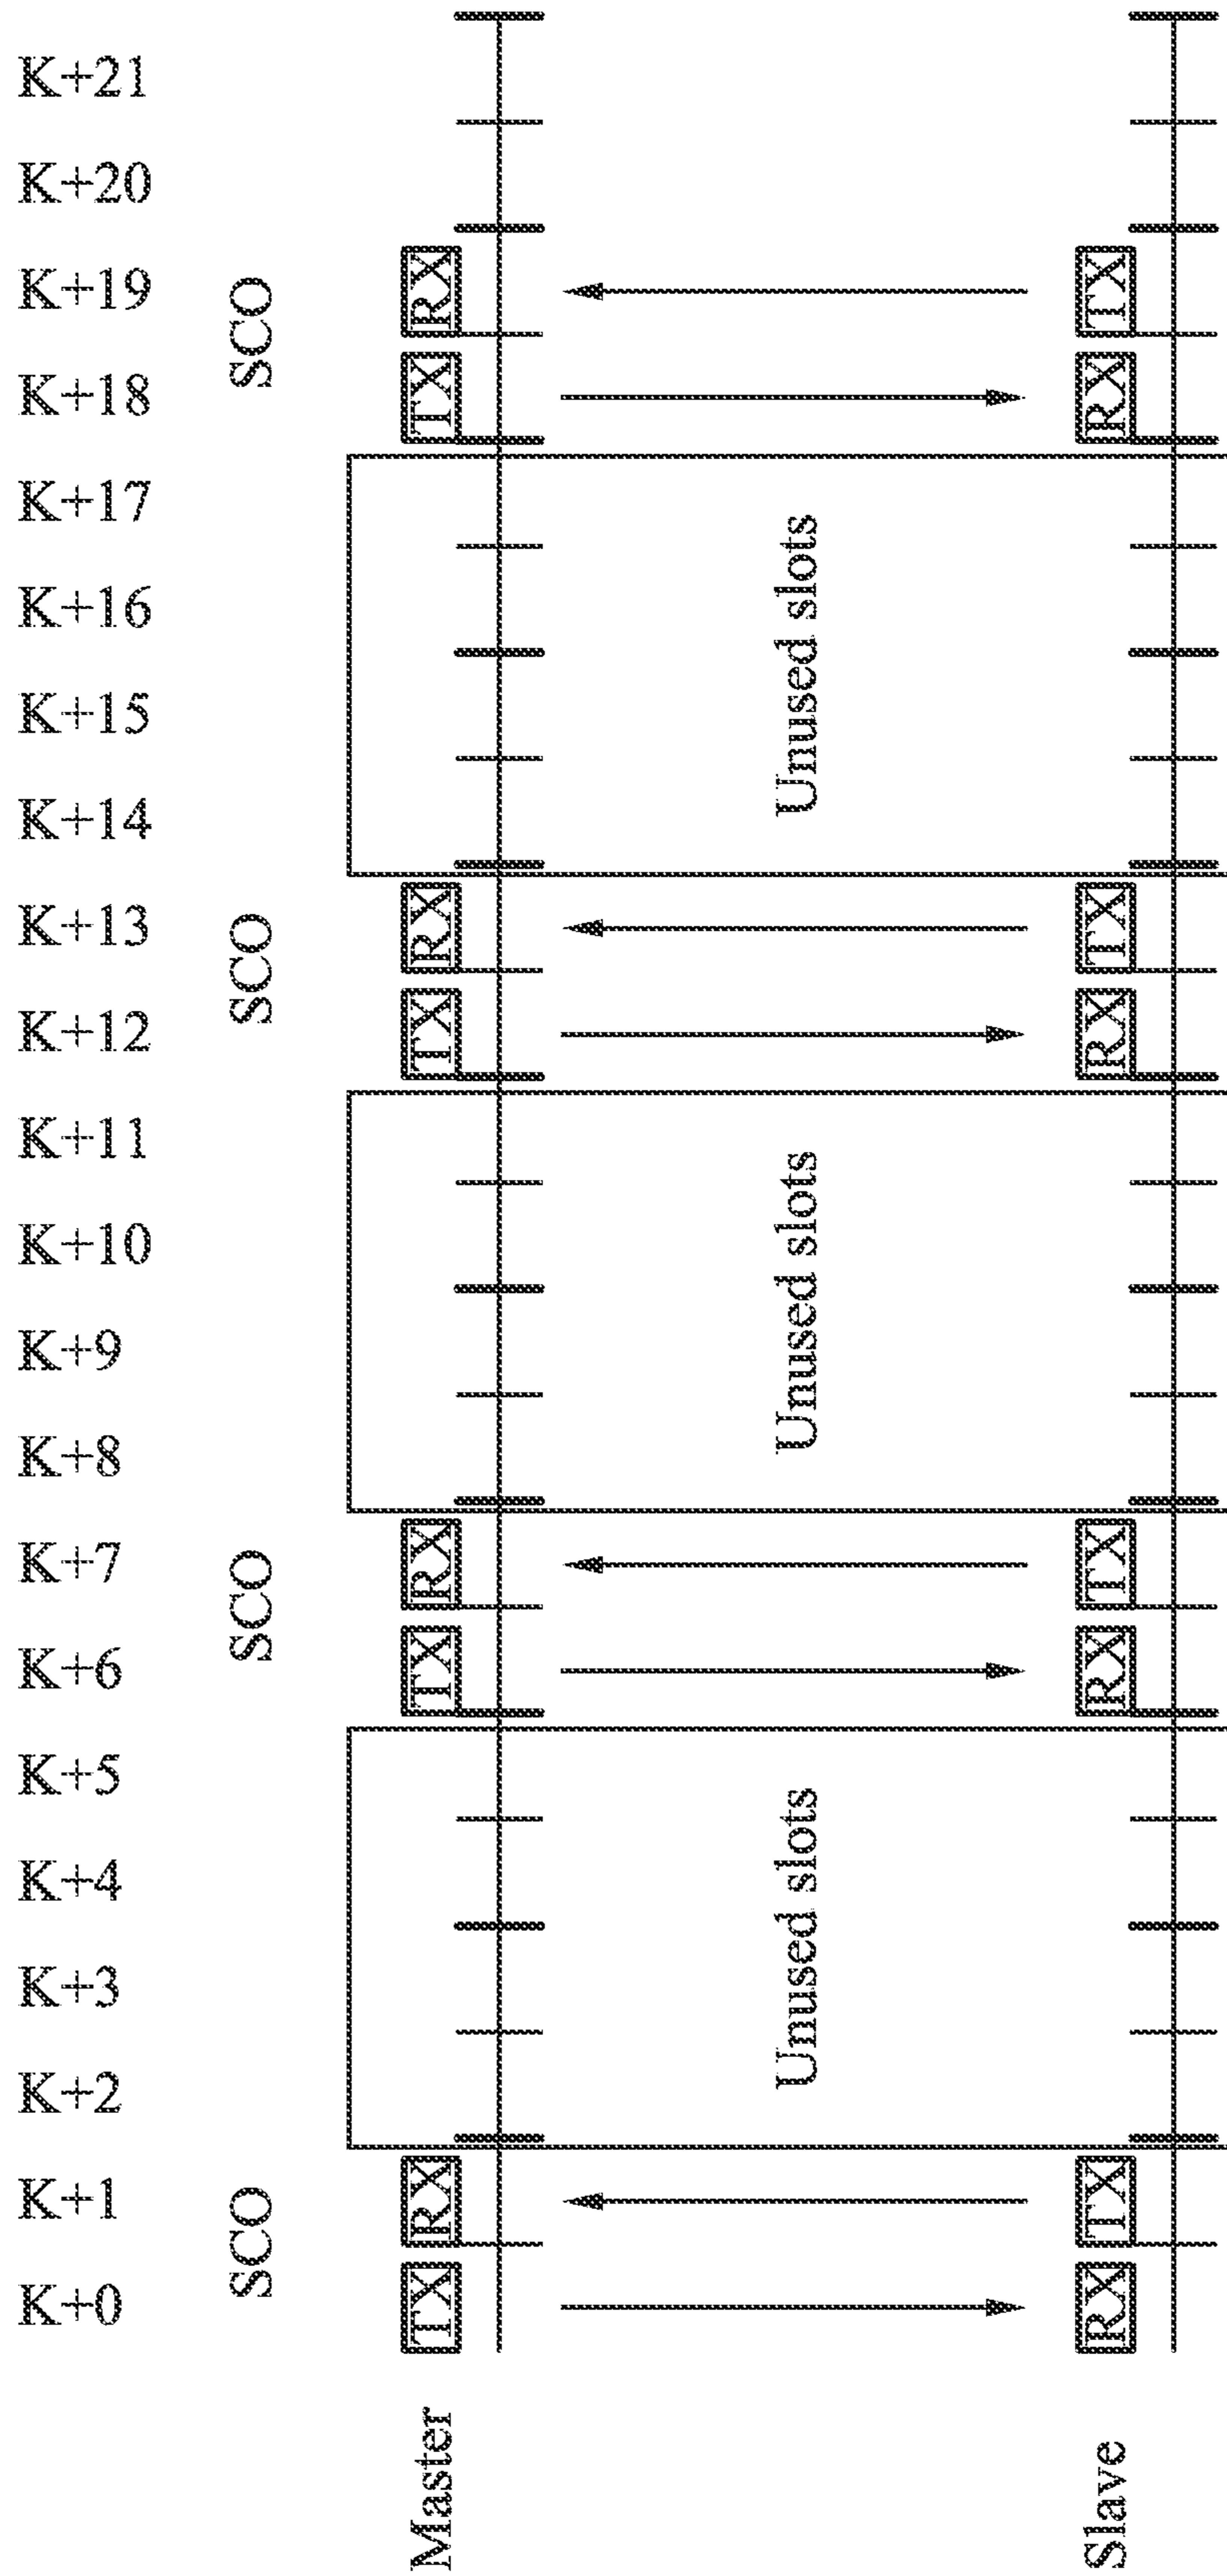 K+21
K+20
K+19
K+18
K+17
K+16
K+15
K+14
K+13
K+12
K+11
K+10
K+9
K+8
K+7
K+6
K+5
K+4
K+3
K+2
K+1
K+0
SCO
SCO
SCO
SCO
Master
TX
RX
TX
RX
TX
RX
TX
RX
Unused slots
Unused slots
Unused slots
Slave
RX
TX
RX
TX
RX
TX
RX
TX